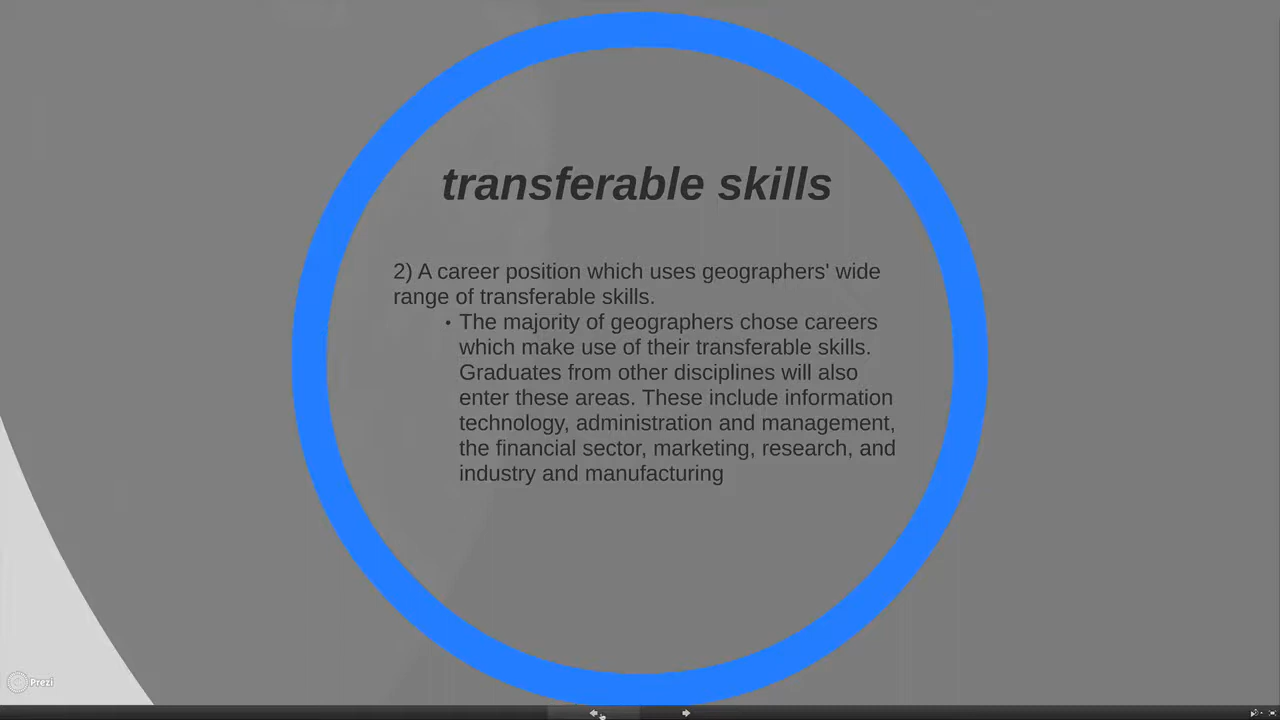 transferable skills
2) A career position which uses geographers' wide
range of transferable skills.
• The majority of geographers chose careers
which make use of their transferable skills.
Graduates from other disciplines will also
enter these areas. These include information
technology, administration and management,
the financial sector, marketing, research, and
industry and manufacturing
Prezi